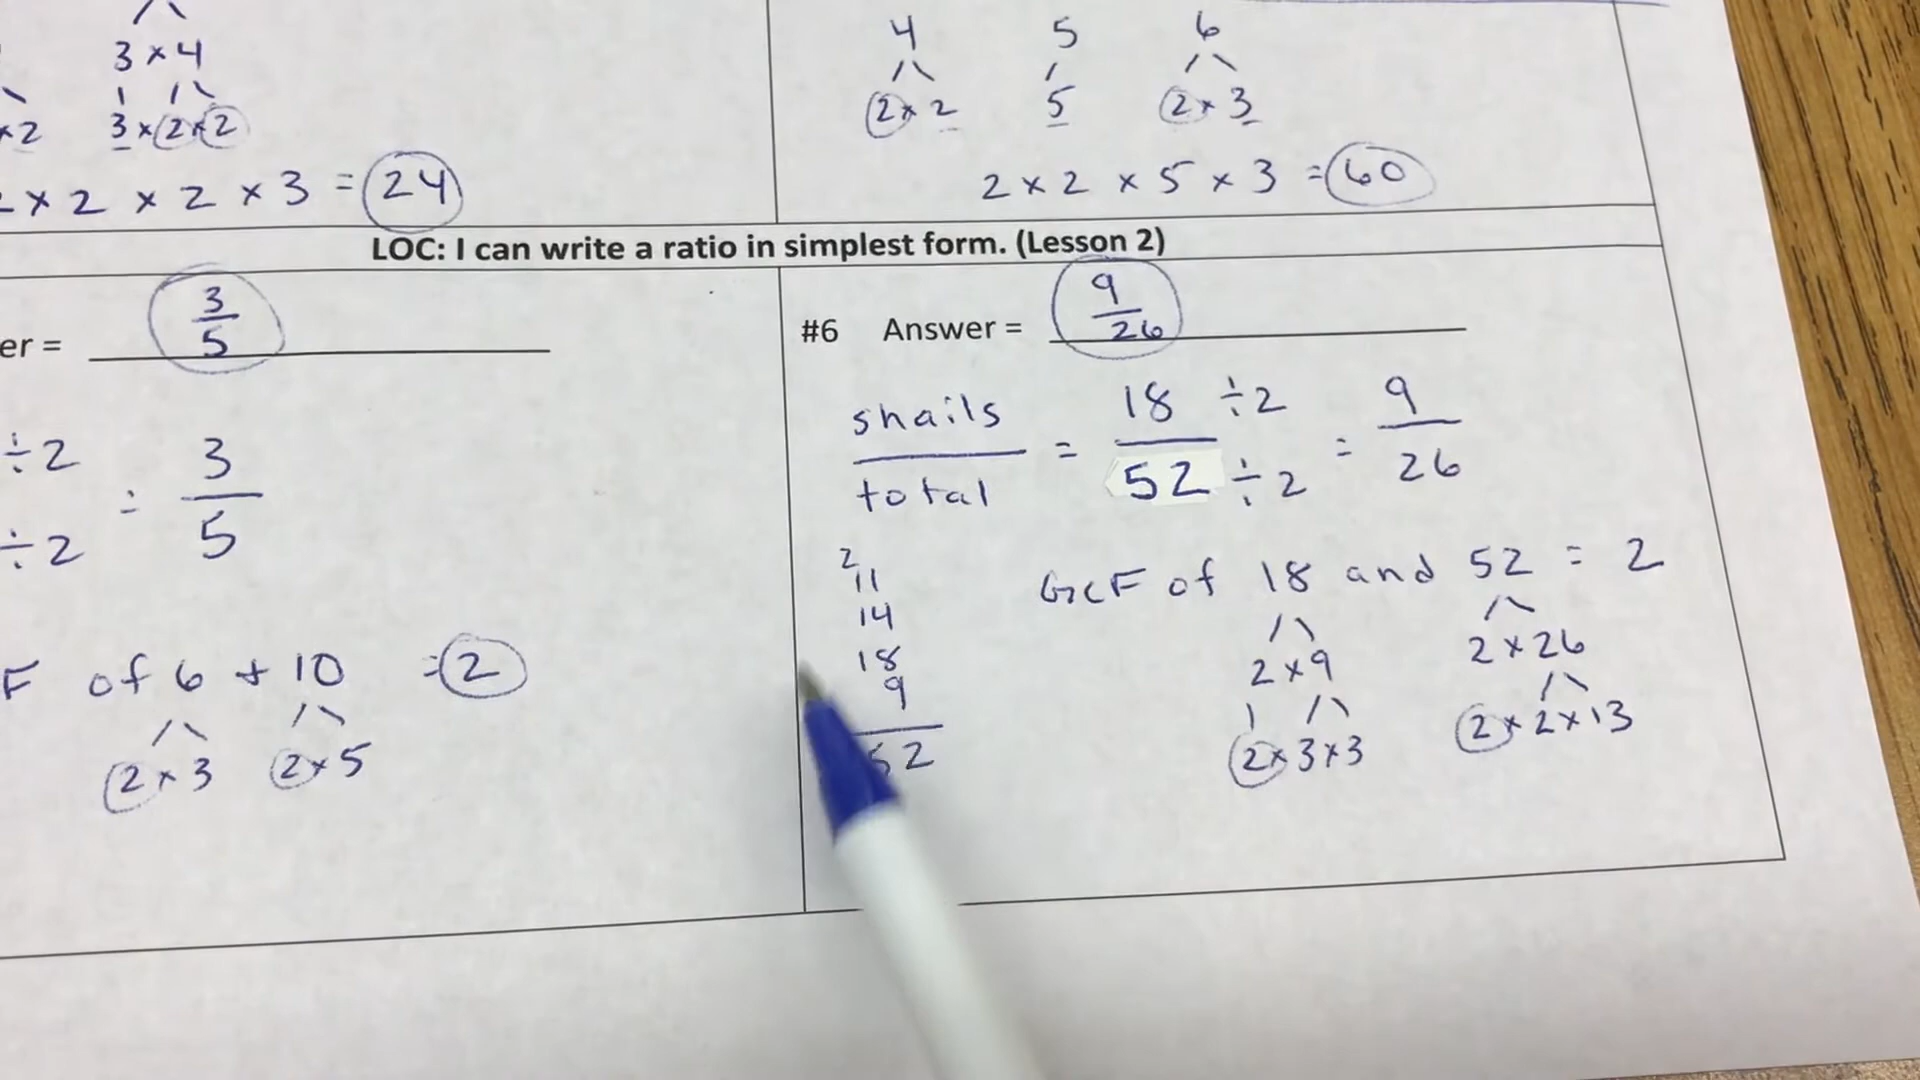 3 × 4
× 2 3 × 2 × 2
× 2 × 2 × 3 = 24
4 5 6
2 × 2 5 2 × 3
2 × 2 × 5 × 3 = 60
LOC: I can write a ratio in simplest form. (Lesson 2)
er = 3/5
÷2
÷2
= 3/5
F of 6 + 10 = 2
2 × 3 2 × 5
#6 Answer = 9/26
snails/total = 18/52 ÷2/÷2 = 9/26
2
11
14
18
9
52
GCF of 18 and 52 = 2
2 × 9 2 × 26
2 × 3 × 3 2 × 2 × 13